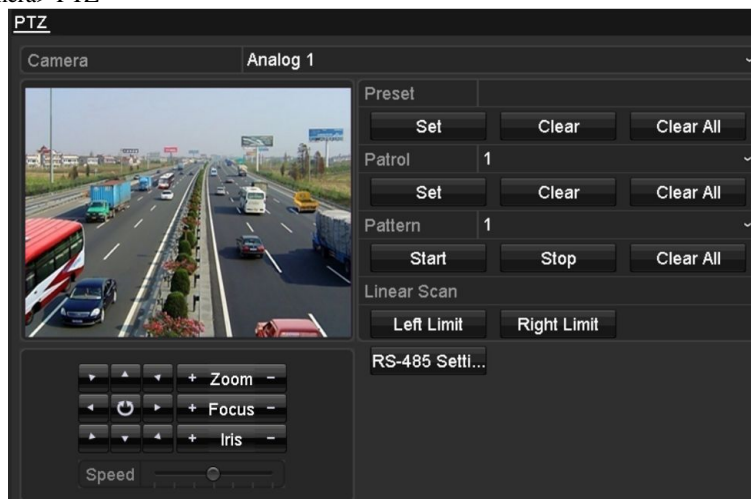 PTZ
Camera Analog 1
Preset
Set Clear Clear All
Patrol 1
Set Clear Clear All
Pattern 1
Start Stop Clear All
Linear Scan
Left Limit Right Limit
RS-485 Setti...
+ Zoom -
+ Focus -
+ Iris -
Speed